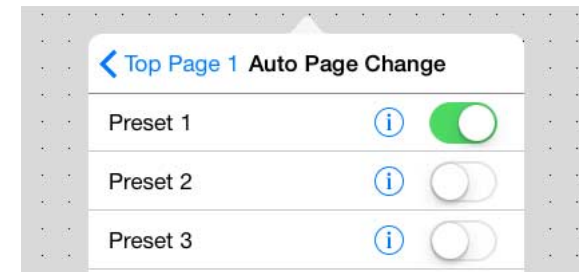 Top Page 1 Auto Page Change
Preset 1 i
Preset 2 i
Preset 3 i